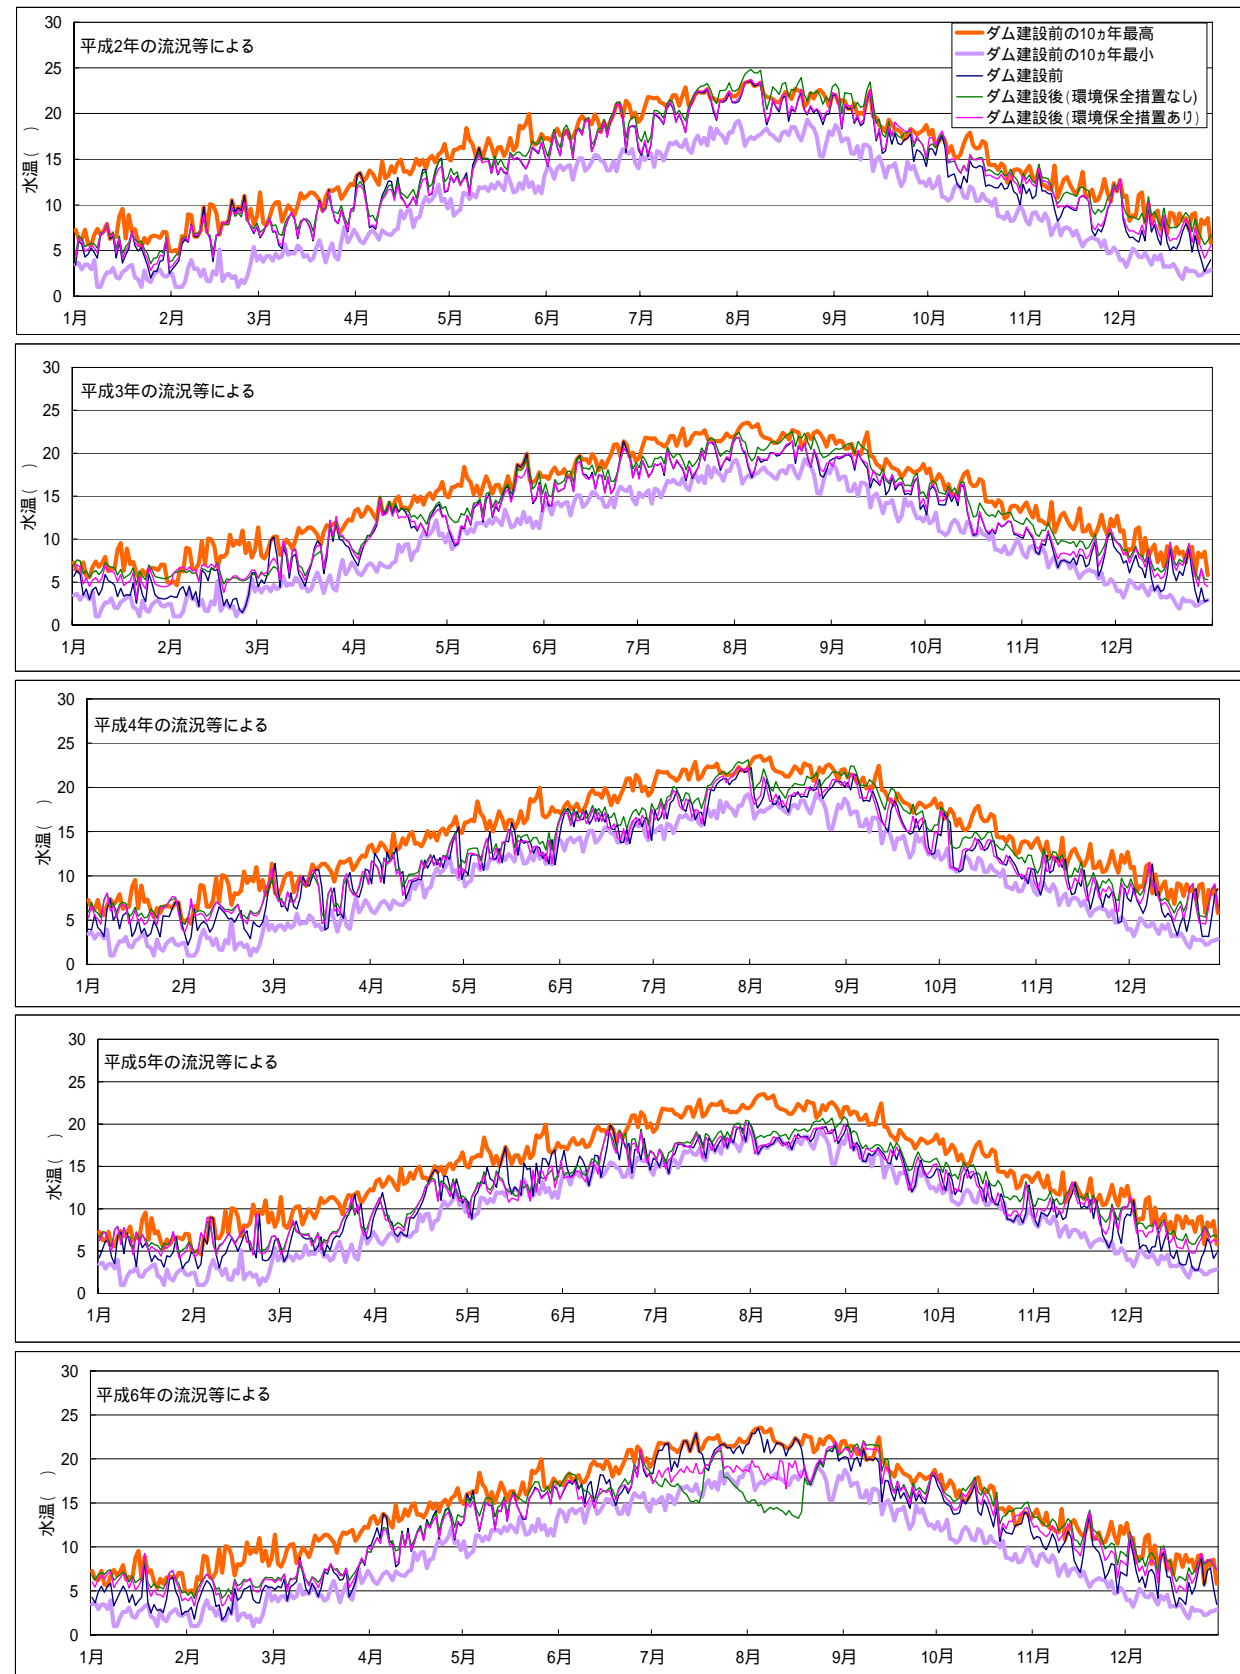 平成2年の流況等による
ダム建設前の10ヵ年最高
ダム建設前の10ヵ年最小
ダム建設前
ダム建設後(環境保全措置なし)
ダム建設後(環境保全措置あり)
水温( )
30
25
20
15
10
5
0
1月 2月 3月 4月 5月 6月 7月 8月 9月 10月 11月 12月
平成3年の流況等による
水温( )
30
25
20
15
10
5
0
1月 2月 3月 4月 5月 6月 7月 8月 9月 10月 11月 12月
平成4年の流況等による
水温( )
30
25
20
15
10
5
0
1月 2月 3月 4月 5月 6月 7月 8月 9月 10月 11月 12月
平成5年の流況等による
水温( )
30
25
20
15
10
5
0
1月 2月 3月 4月 5月 6月 7月 8月 9月 10月 11月 12月
平成6年の流況等による
水温( )
30
25
20
15
10
5
0
1月 2月 3月 4月 5月 6月 7月 8月 9月 10月 11月 12月